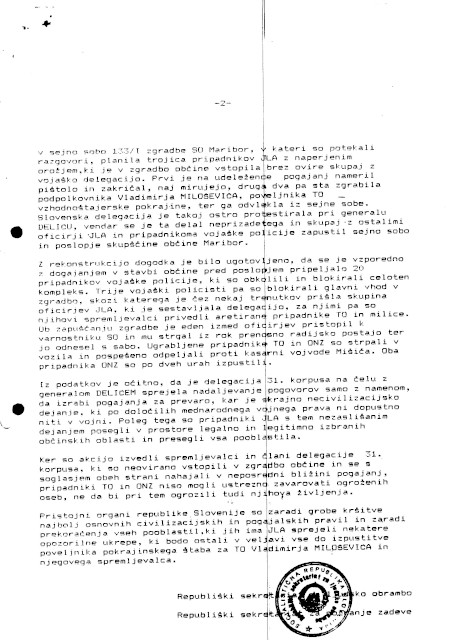 -2-
v sejno sobo 133/I zgradbe SO Maribor, v kateri so potekali
razgovori, planila trojica pripadnikov JLA z naperjenim
orožjem,ki je v zgradbo občine vstopila brez ovire skupaj z
vojaško delegacijo. Prvi je na udeležence pogajanj nameril
pištolo in zakričal, naj mirujejo, druga dva pa sta zgrabila
podpolkovnika Vladimirja MILOŠEVIČA, poveljnika TO
vzhodnoštajerske pokrajine, ter ga odvlekla iz sejne sobe.
Slovenska delegacija je takoj ostro protestirala pri generalu
DELIČU, vendar se je ta delal neprizadetega in skupaj z ostalimi
oficirji JLA in pripadnikoma vojaške policije zapustil sejno sobo
in poslopje skupščine občine Maribor.
Z rekonstrukcijo dogodka je bilo ugotovljeno, da se je vzporedno
z dogajanjem v stavbi občine pred poslopjem pripeljalo 20
pripadnikov vojaške policije, ki so obkolili in blokirali celoten
kompleks. Trije vojaški policisti pa so blokirali glavni vhod v
zgradbo, skozi katerega je čez nekaj trenutkov prišla skupina
oficirjev JLA, ki je sestavljala delegacijo, za njimi pa so
njihovi spremljevalci privedli aretirane pripadnike TO in milice.
Ob zapuščanju zgradbe je eden izmed oficirjev pristopil k
varnostniku SO in mu strgal iz rok prenosno radijsko postajo ter
jo odnesel s sabo. Ugrabljene pripadnike TO in ONZ so strpali v
vozila in pospešeno odpeljali proti kasarni vojvode Mišića. Oba
pripadnika ONZ so po dveh urah izpustili.
Iz podatkov je očitno, da je delegacija 31. korpusa na čelu z
generalom DELIČEM sprejela nadaljevanje pogovorov samo z namenom,
da izrabi pogajanja za prevaro, kar je skrajno necivilizacijsko
dejanje, ki po določilih mednarodnega vojnega prava ni dopustno
niti v vojni. Poleg tega so pripadniki JLA s tem nezaslišanim
dejanjem posegli v prostore legalno in legitimno izbranih
občinskih oblasti in presegli vsa pooblastila.
Ker so akcijo izvedli spremljevalci in člani delegacije 31.
korpusa, ki so neovirano vstopili v zgradbo občine in se s
soglasjem obeh strani nahajali v neposredni bližini pogajanj,
pripadniki TO in ONZ niso mogli ustrezno zavarovati ogroženih
oseb, ne da bi pri tem ogrozili tudi njihova življenja.
Pristojni organi republike Slovenije so zaradi grobe kršitve
najbolj osnovnih civilizacijskih in pogajalskih pravil in zaradi
prekoračenja vseh pooblastil,ki jih ima JLA sprejeli nekatere
opozorilne ukrepe, ki bodo ostali v veljavi vse do izpustitve
poveljnika pokrajinskega štaba za TO Vladimirja MILOŠEVIČA in
njegovega spremljevalca.
Republiški sekret obrambo
Republiški sekret zadeve